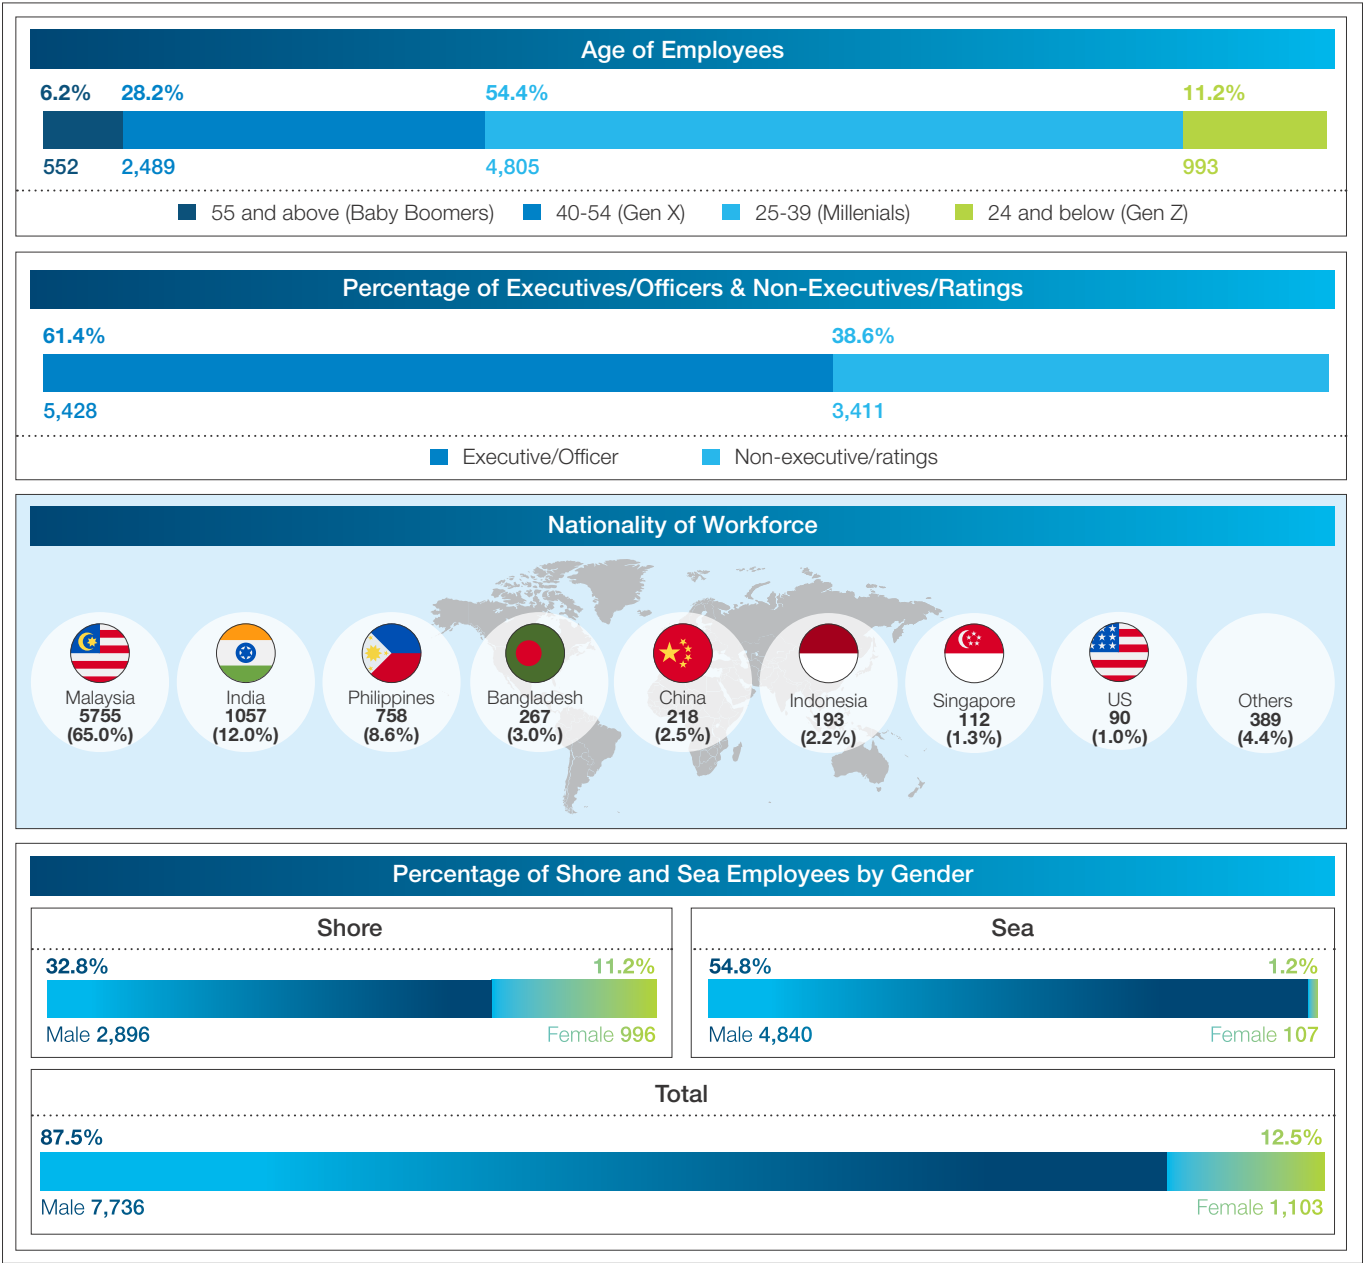 Age of Employees
6.2% 28.2% 54.4% 11.2%
552 2,489 4,805 993
55 and above (Baby Boomers) 40-54 (Gen X) 25-39 (Millenials) 24 and below (Gen Z)
Percentage of Executives/Officers & Non-Executives/Ratings
61.4% 38.6%
5,428 3,411
Executive/Officer Non-executive/ratings
Nationality of Workforce
Malaysia
5755
(65.0%)
India
1057
(12.0%)
Philippines
758
(8.6%)
Bangladesh
267
(3.0%)
China
218
(2.5%)
Indonesia
193
(2.2%)
Singapore
112
(1.3%)
US
90
(1.0%)
Others
389
(4.4%)
Percentage of Shore and Sea Employees by Gender
Shore
32.8% 11.2%
Male 2,896 Female 996
Sea
54.8% 1.2%
Male 4,840 Female 107
Total
87.5% 12.5%
Male 7,736 Female 1,103